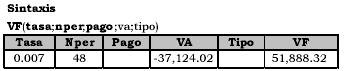 Sintaxis
VF(tasa;nper;pago;va;tipo)
Tasa Nper Pago VA Tipo VF
0.007 48 -37,124.02 51,888.32